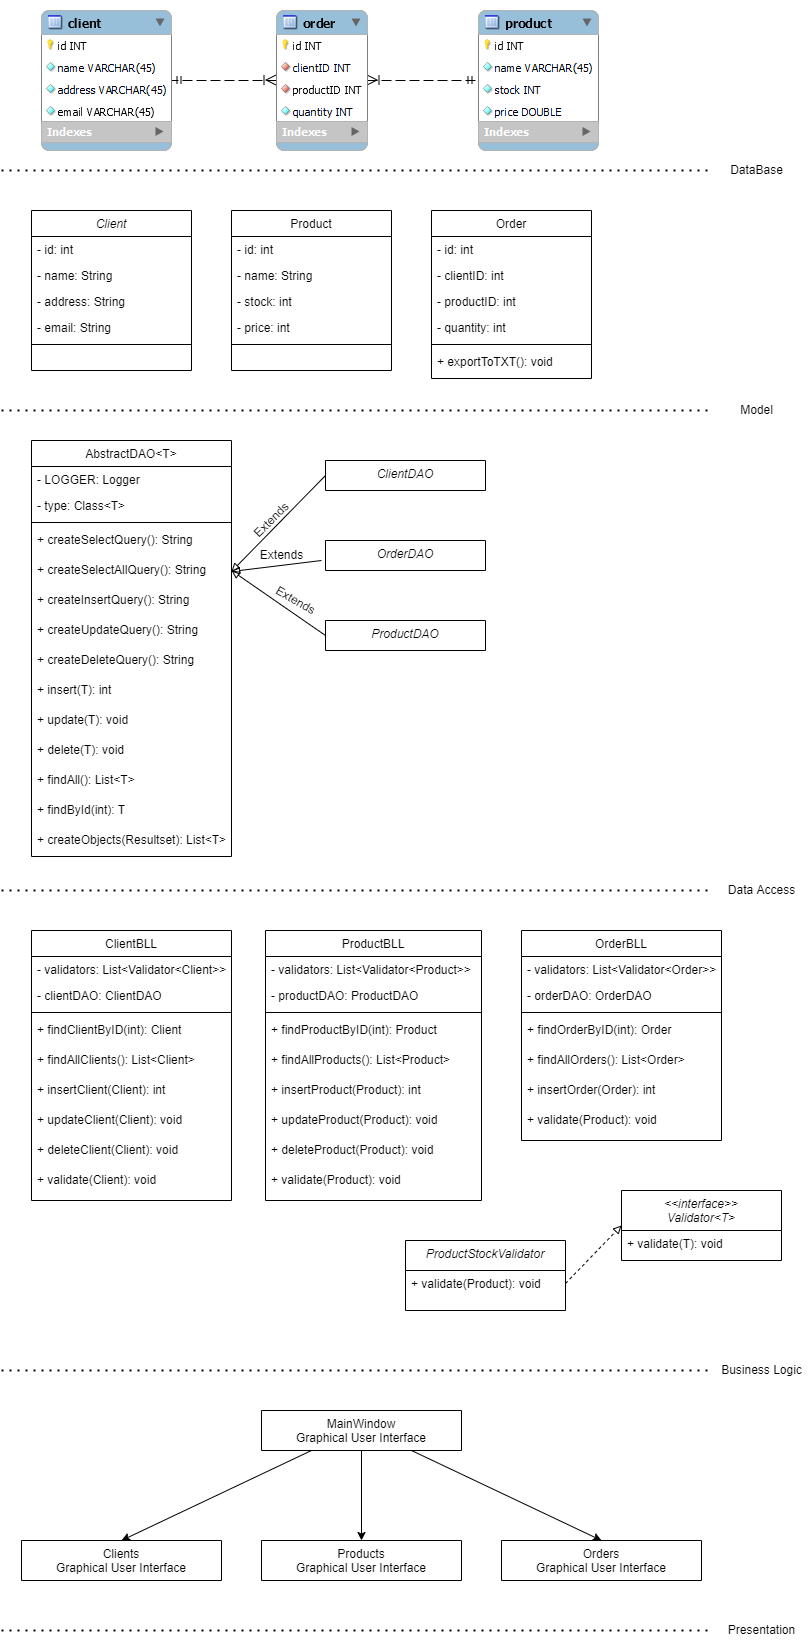 client
id INT
name VARCHAR(45)
address VARCHAR(45)
email VARCHAR(45)
Indexes
order
id INT
clientID INT
productID INT
quantity INT
Indexes
product
id INT
name VARCHAR(45)
stock INT
price DOUBLE
Indexes
DataBase
Client
- id: int
- name: String
- address: String
- email: String
Product
- id: int
- name: String
- stock: int
- price: int
Order
- id: int
- clientID: int
- productID: int
- quantity: int
+ exportToTXT(): void
Model
AbstractDAO<T>
- LOGGER: Logger
- type: Class<T>
+ createSelectQuery(): String
+ createSelectAllQuery(): String
+ createInsertQuery(): String
+ createUpdateQuery(): String
+ createDeleteQuery(): String
+ insert(T): int
+ update(T): void
+ delete(T): void
+ findAll(): List<T>
+ findById(int): T
+ createObjects(Resultset): List<T>
Extends
ClientDAO
Extends
OrderDAO
Extends
ProductDAO
Data Access
ClientBLL
- validators: List<Validator<Client>>
- clientDAO: ClientDAO
+ findClientByID(int): Client
+ findAllClients(): List<Client>
+ insertClient(Client): int
+ updateClient(Client): void
+ deleteClient(Client): void
+ validate(Client): void
ProductBLL
- validators: List<Validator<Product>>
- productDAO: ProductDAO
+ findProductByID(int): Product
+ findAllProducts(): List<Product>
+ insertProduct(Product): int
+ updateProduct(Product): void
+ deleteProduct(Product): void
+ validate(Product): void
OrderBLL
- validators: List<Validator<Order>>
- orderDAO: OrderDAO
+ findOrderByID(int): Order
+ findAllOrders(): List<Order>
+ insertOrder(Order): int
+ validate(Product): void
<<interface>>
Validator<T>
+ validate(T): void
ProductStockValidator
+ validate(Product): void
Business Logic
MainWindow
Graphical User Interface
Clients
Graphical User Interface
Products
Graphical User Interface
Orders
Graphical User Interface
Presentation